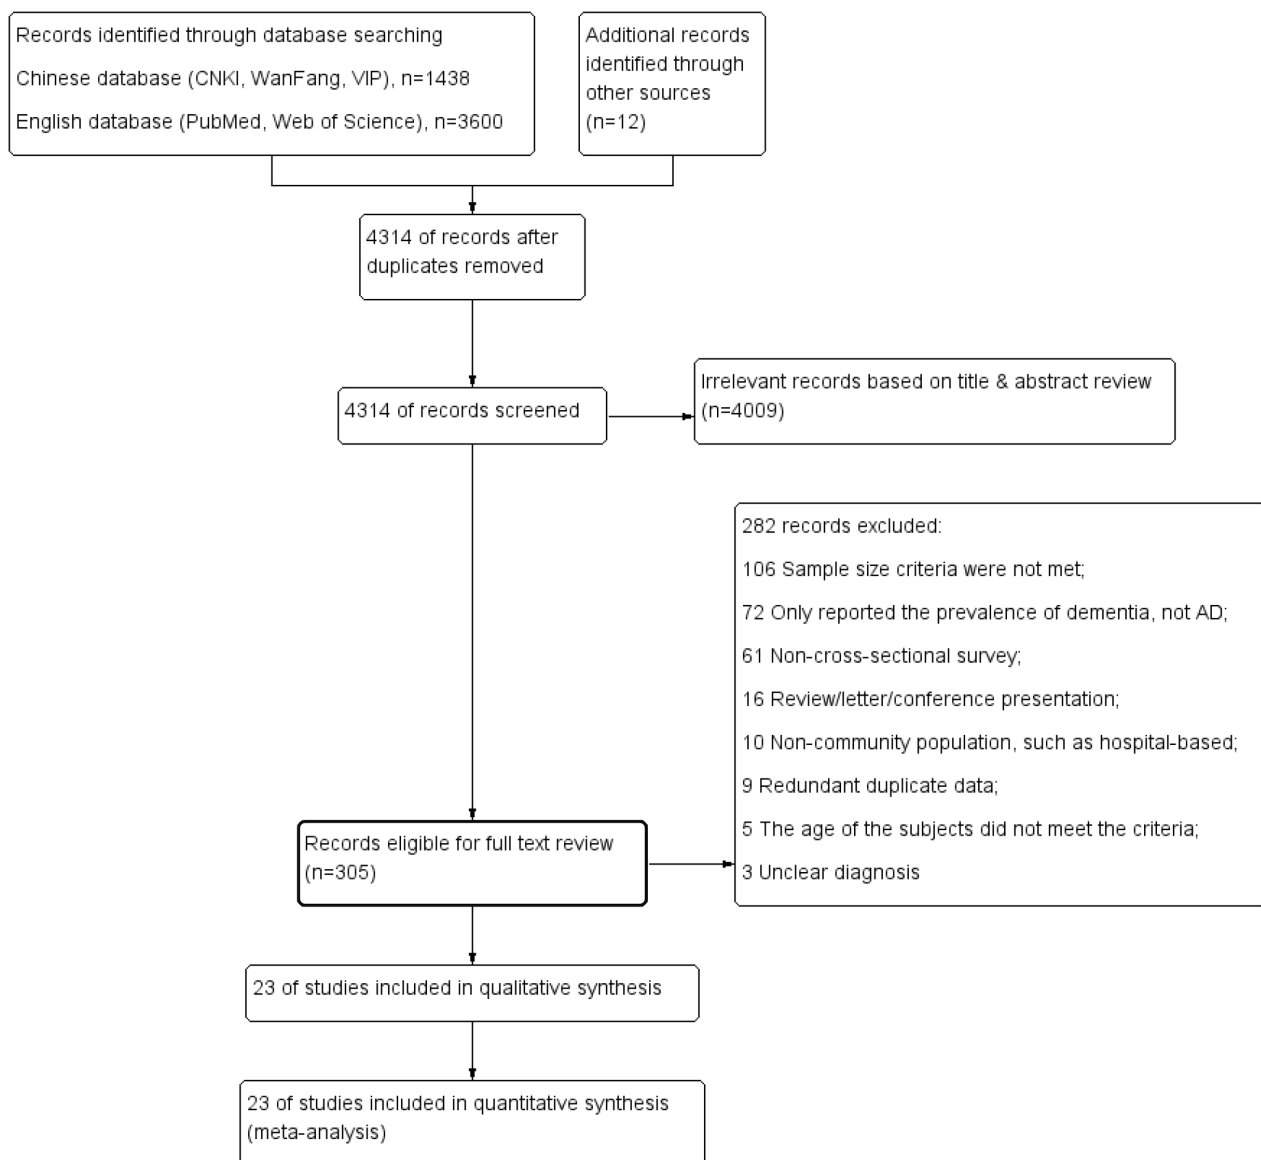 Records identified through database searching
Chinese database (CNKI, WanFang, VIP), n=1438
English database (PubMed, Web of Science), n=3600
Additional records
identified through
other sources
(n=12)
4314 of records after
duplicates removed
4314 of records screened
Irrelevant records based on title & abstract review
(n=4009)
282 records excluded:
106 Sample size criteria were not met;
72 Only reported the prevalence of dementia, not AD;
61 Non-cross-sectional survey;
16 Review/letter/conference presentation;
10 Non-community population, such as hospital-based;
9 Redundant duplicate data;
5 The age of the subjects did not meet the criteria;
3 Unclear diagnosis
Records eligible for full text review
(n=305)
23 of studies included in qualitative synthesis
23 of studies included in quantitative synthesis
(meta-analysis)